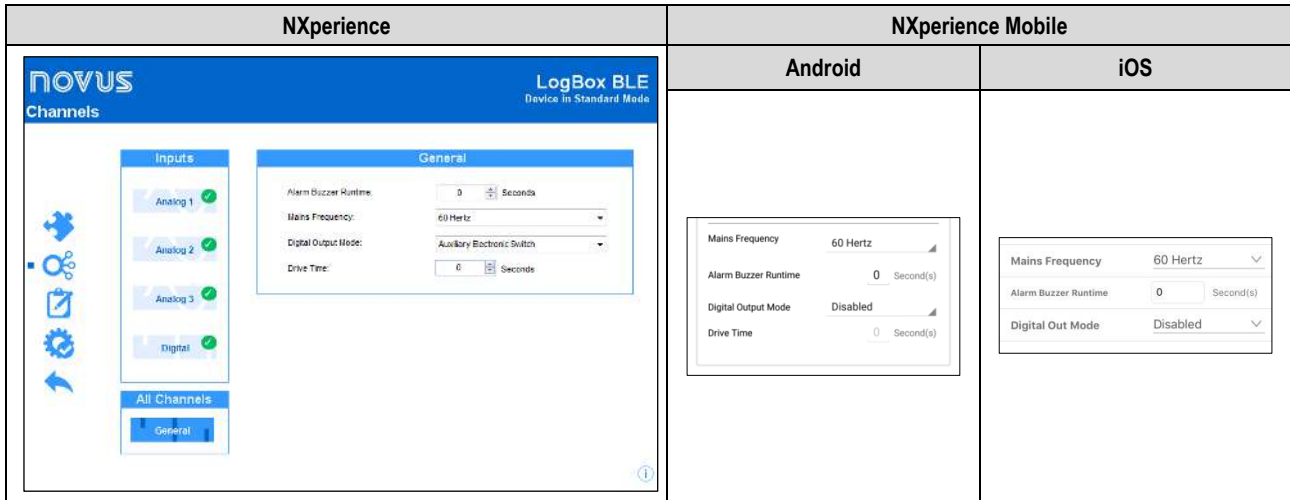 NXperience
NXperience Mobile
Android
iOS
NOVUS
LogBox BLE
Device in Standard Mode
Channels
Inputs
Analog 1
Analog 2
Analog 3
Digital
All Channels
General
General
Alarm Buzzer Runtime: 0 Seconds
Mains Frequency: 60 Hertz
Digital Output Mode: Auxiliary Electronic Switch
Drive Time: 0 Seconds
Mains Frequency 60 Hertz
Alarm Buzzer Runtime 0 Second(s)
Digital Output Mode Disabled
Drive Time 0 Second(s)
Mains Frequency 60 Hertz
Alarm Buzzer Runtime 0 Second(s)
Digital Out Mode Disabled